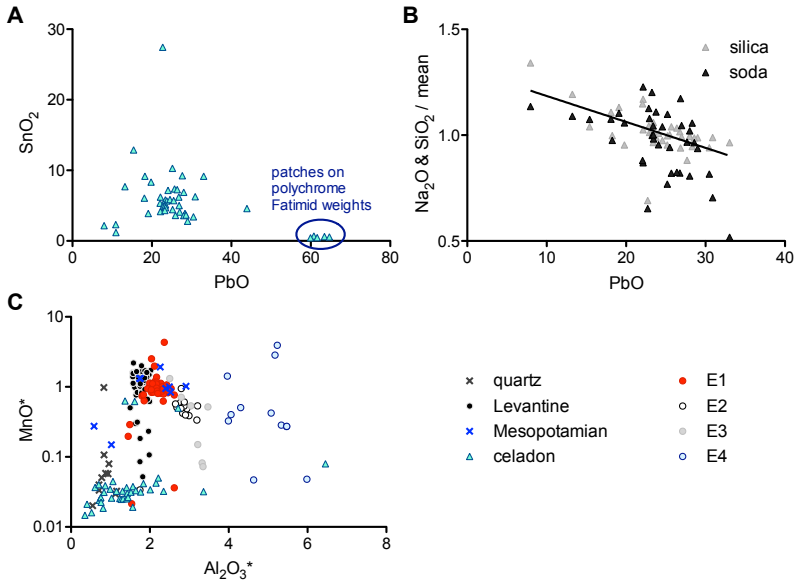 A
SnO2
30
20
10
0
0
20
40
60
80
PbO
patches on
polychrome
Fatimid weights
B
Na2O & SiO2 / mean
1.5
1.0
0.5
0
10
20
30
40
PbO
silica
soda
C
MnO*
10
1
0.1
0.01
0
2
4
6
8
Al2O3*
quartz
Levantine
Mesopotamian
celadon
E1
E2
E3
E4